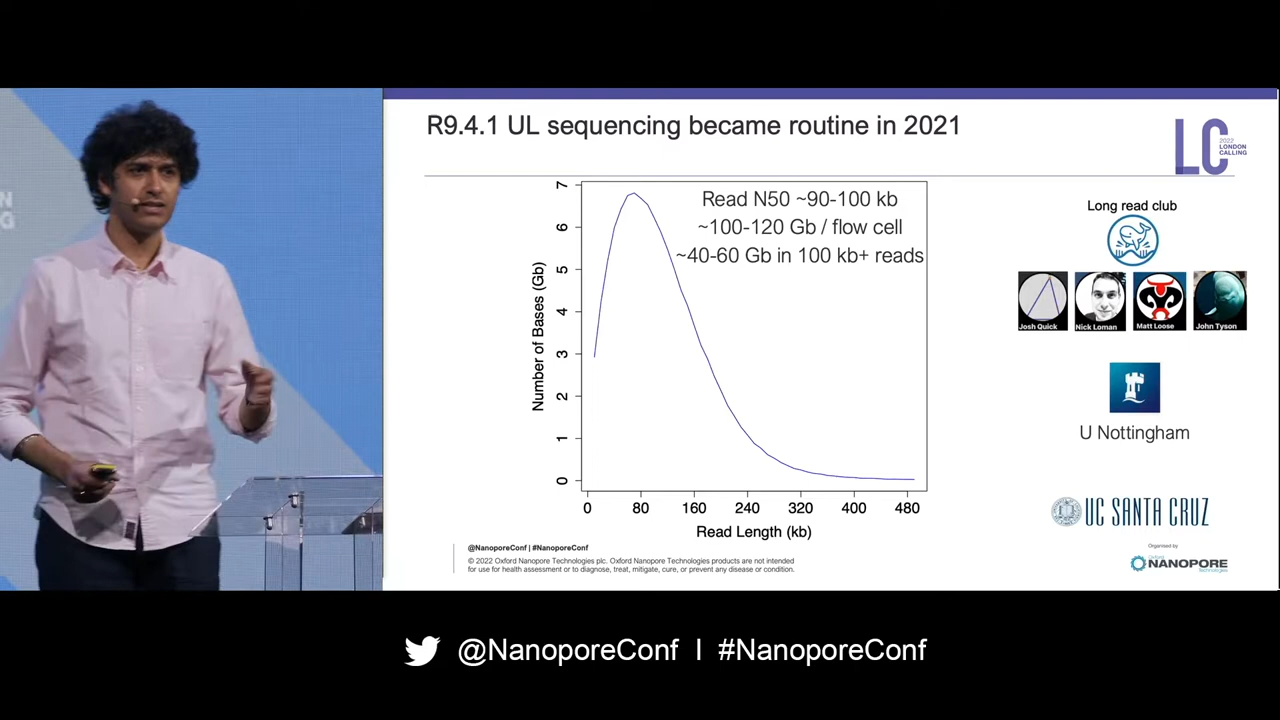 R9.4.1 UL sequencing became routine in 2021
LC
2022
LONDON
CALLING
Read N50 ~90-100 kb
~100-120 Gb / flow cell
~40-60 Gb in 100 kb+ reads
Number of Bases (Gb)
7
6
5
4
3
2
1
0
0 80 160 240 320 400 480
Read Length (kb)
Long read club
Josh Quick Nick Loman Matt Loose John Tyson
U Nottingham
UC SANTA CRUZ
Organised by
Oxford
NANOPORE
Technologies
@NanoporeConf | #NanoporeConf
© 2022 Oxford Nanopore Technologies plc. Oxford Nanopore Technologies products are not intended
for use for health assessment or to diagnose, treat, mitigate, cure, or prevent any disease or condition.
@NanoporeConf | #NanoporeConf